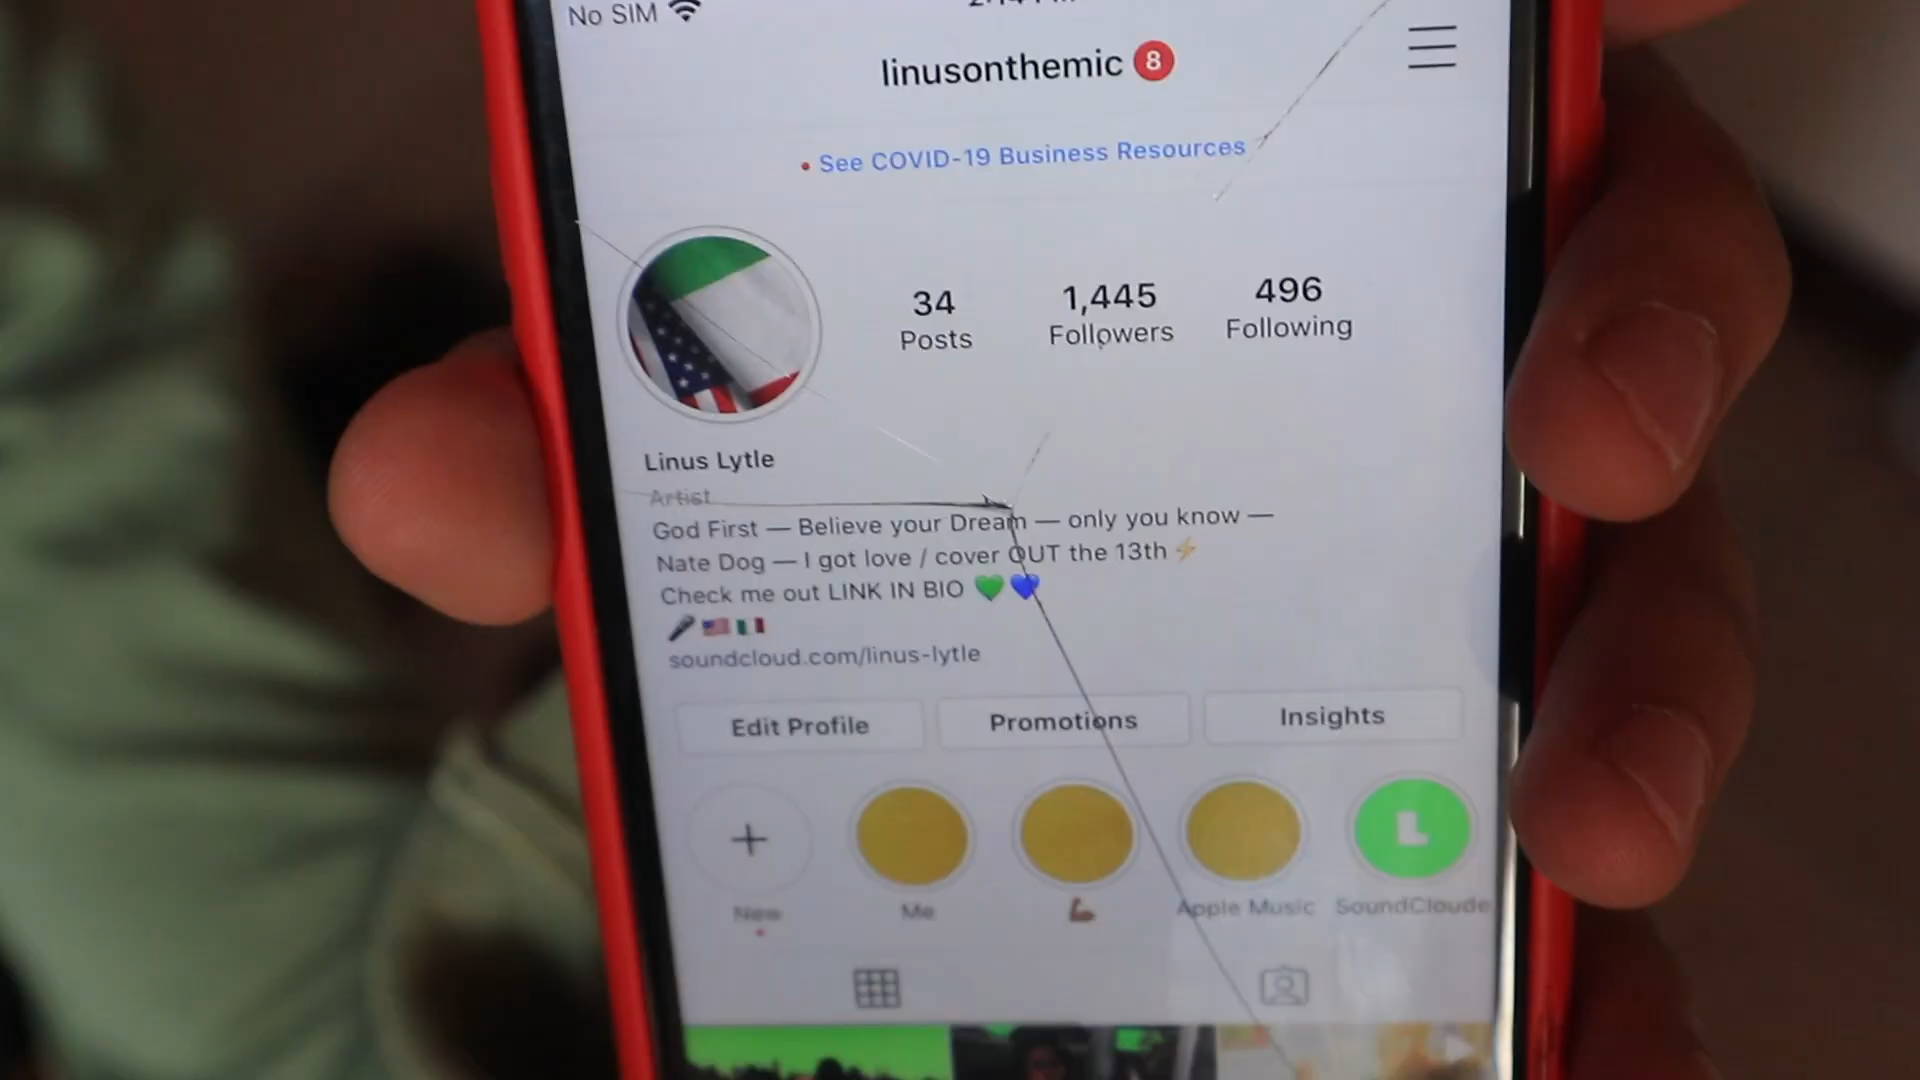 No SIM
linusonthemic 8
See COVID-19 Business Resources
34 1,445 496
Posts Followers Following
Linus Lytle
Artist
God First — Believe your Dream — only you know —
Nate Dog — I got love / cover OUT the 13th ⚡
Check me out LINK IN BIO 💚💙
🎤🇺🇸🇮🇹
soundcloud.com/linus-lytle
Edit Profile Promotions Insights
L
New Me 💪🏾 Apple Music SoundCloude